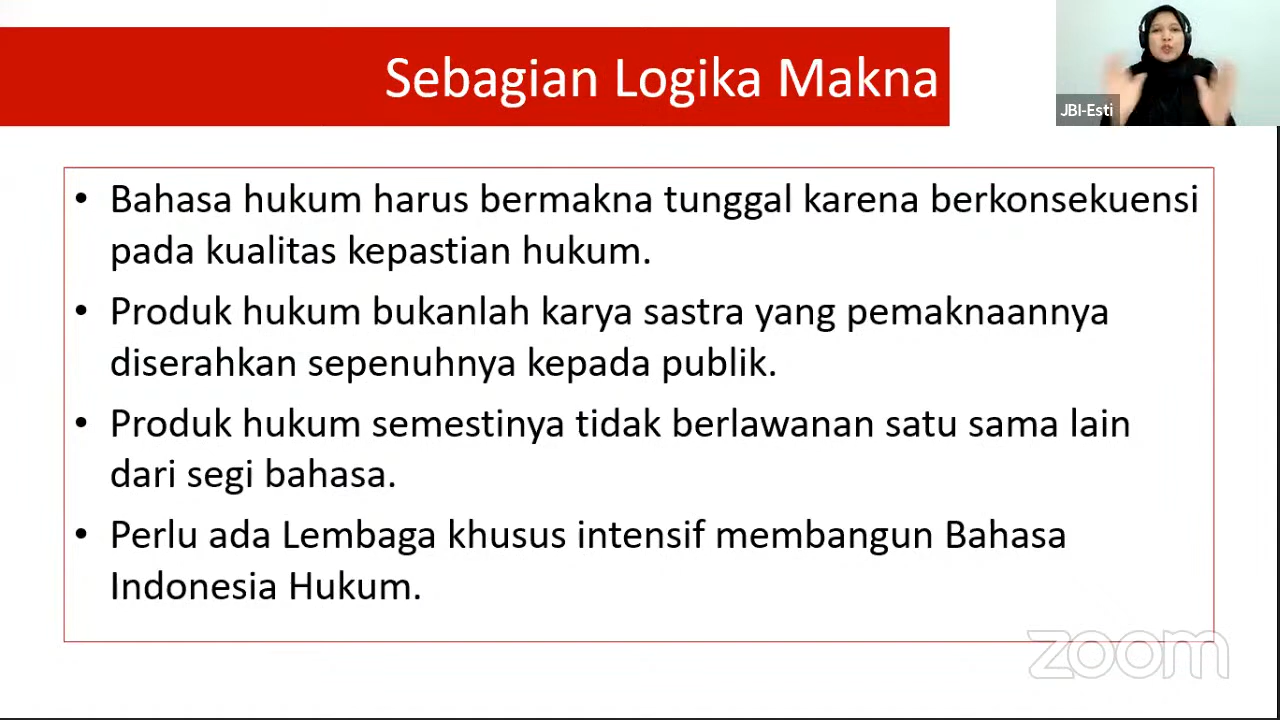 Sebagian Logika Makna
JBI-Esti
• Bahasa hukum harus bermakna tunggal karena berkonsekuensi
pada kualitas kepastian hukum.
• Produk hukum bukanlah karya sastra yang pemaknaannya
diserahkan sepenuhnya kepada publik.
• Produk hukum semestinya tidak berlawanan satu sama lain
dari segi bahasa.
• Perlu ada Lembaga khusus intensif membangun Bahasa
Indonesia Hukum.
zoom